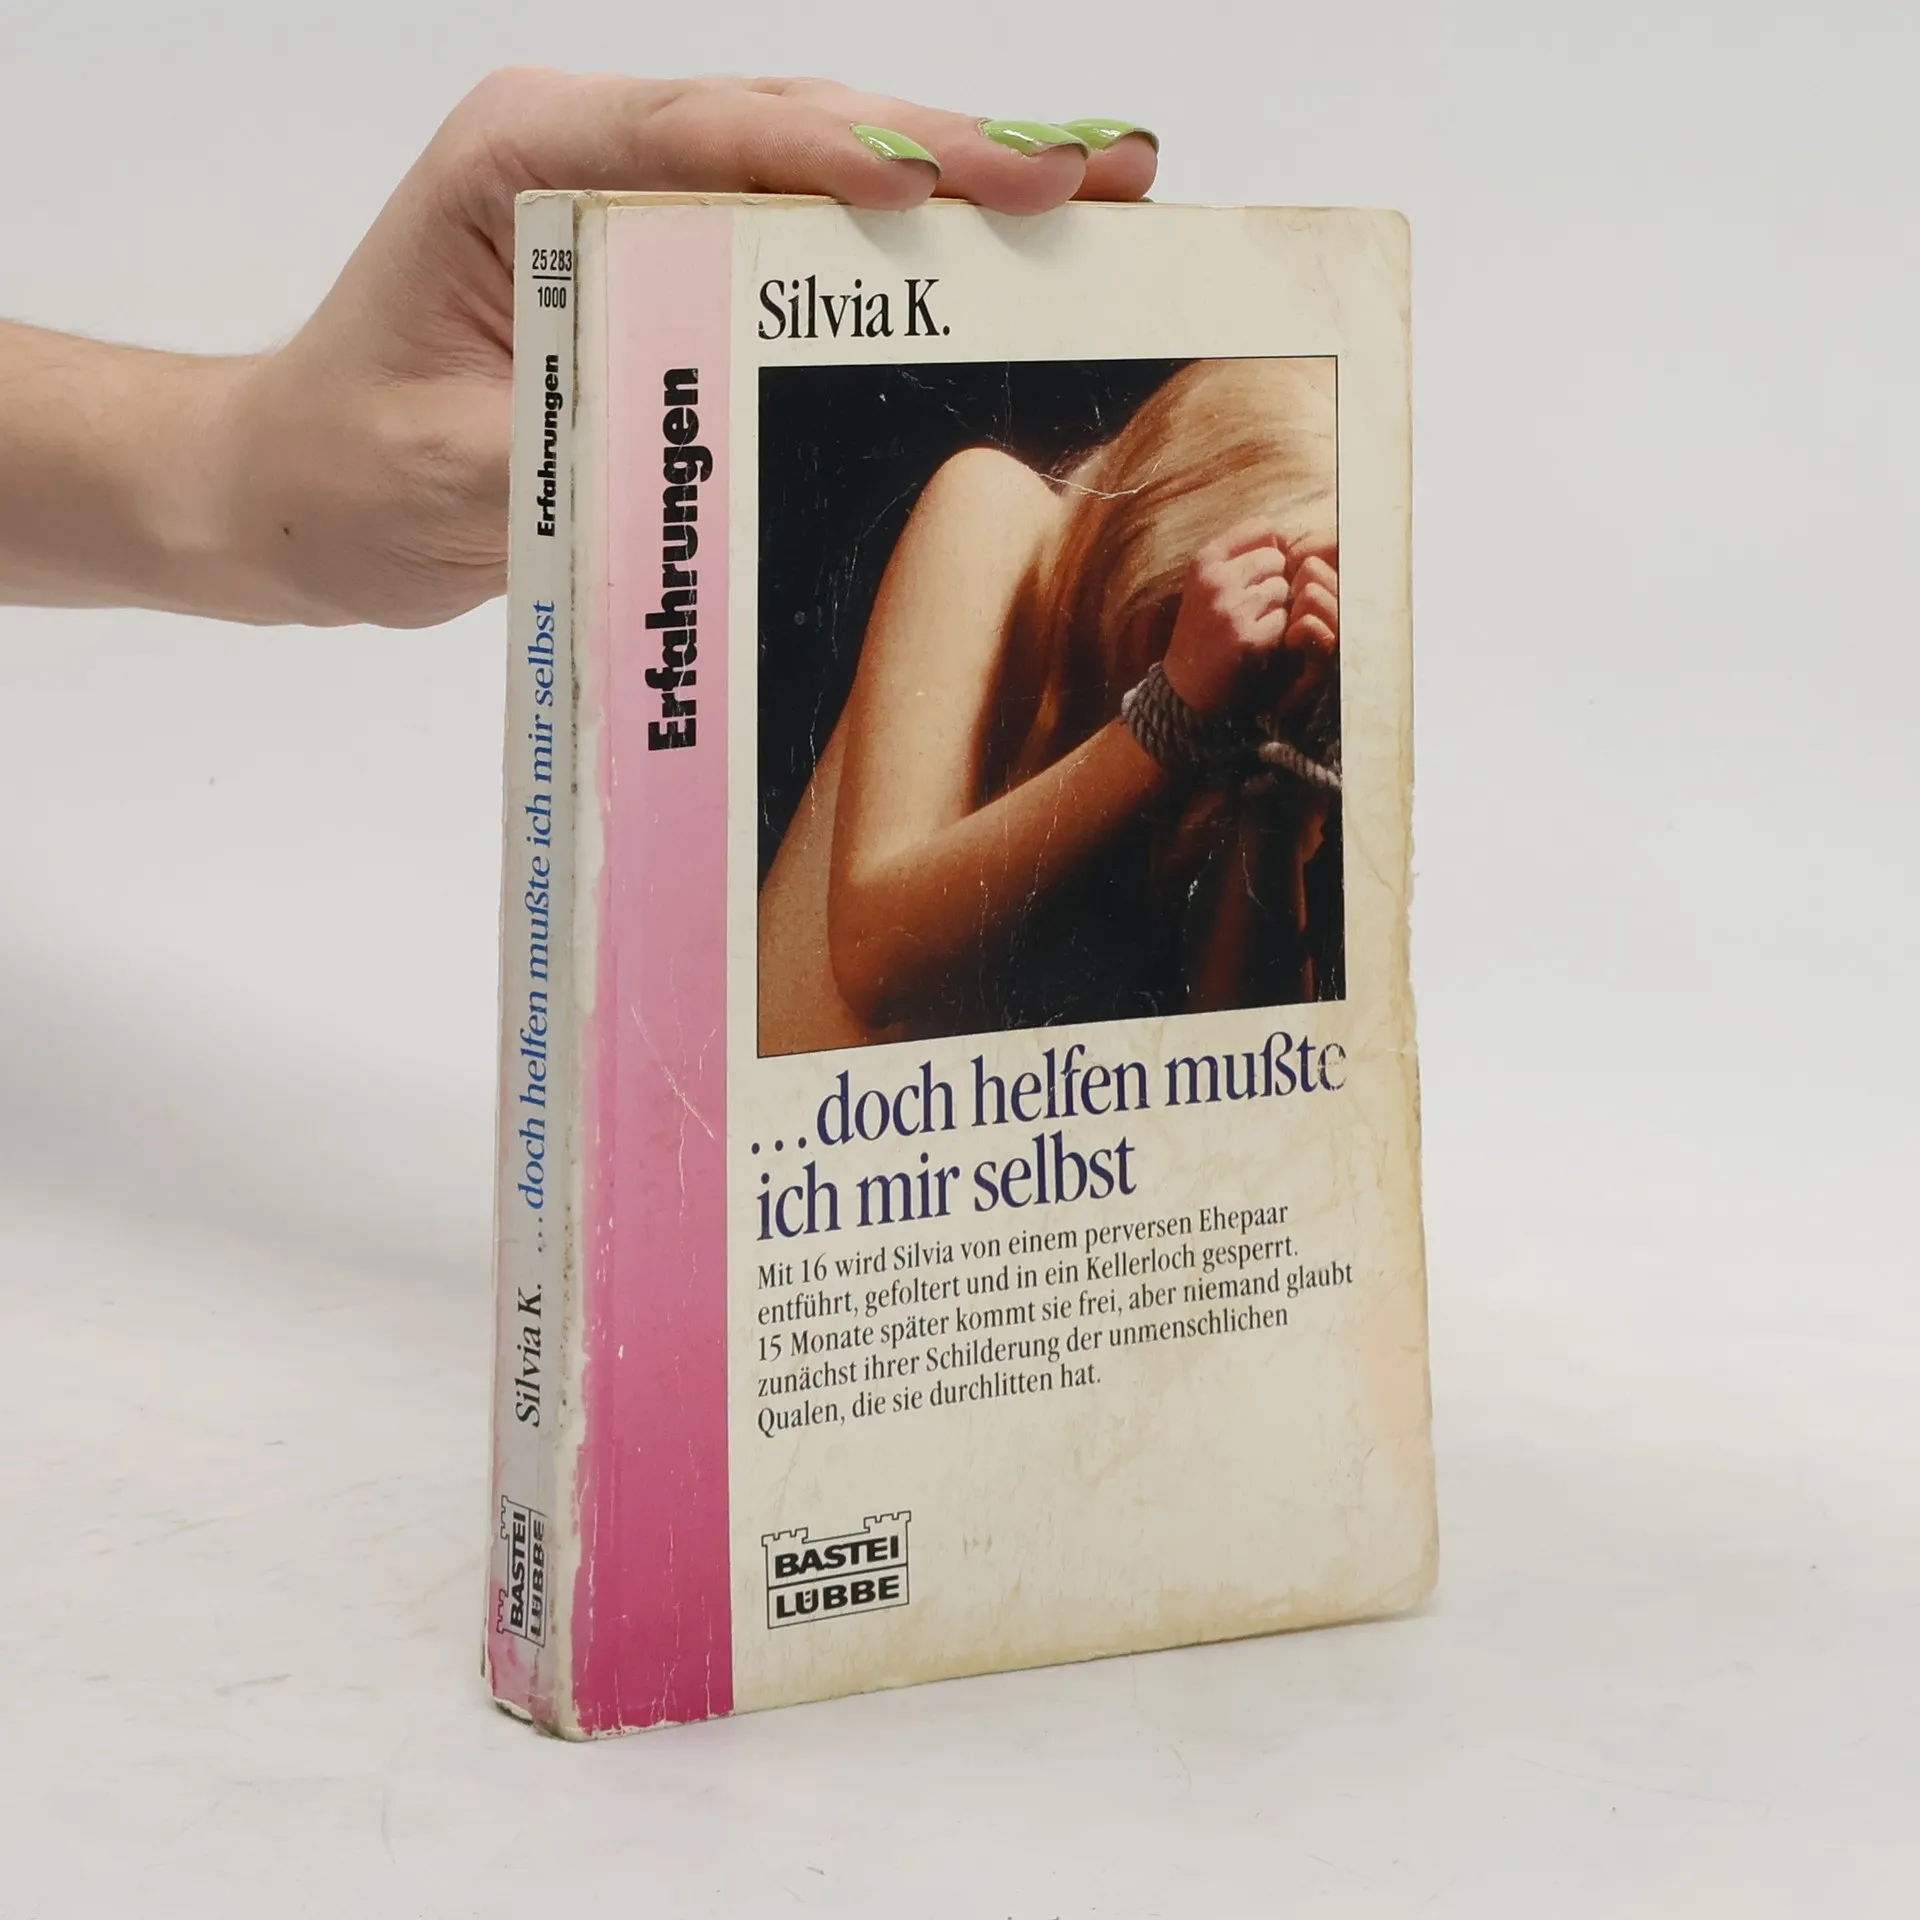 25 283
1000
Erfahrungen
...doch helfen mußte ich mir selbst
Silvia K.
BASTEI
LÜBBE
Erfahrungen
Silvia K.
...doch helfen mußte
ich mir selbst
Mit 16 wird Silvia von einem perversen Ehepaar
entführt, gefoltert und in ein Kellerloch gesperrt.
15 Monate später kommt sie frei, aber niemand glaubt
zunächst ihrer Schilderung der unmenschlichen
Qualen, die sie durchlitten hat.
BASTEI
LÜBBE